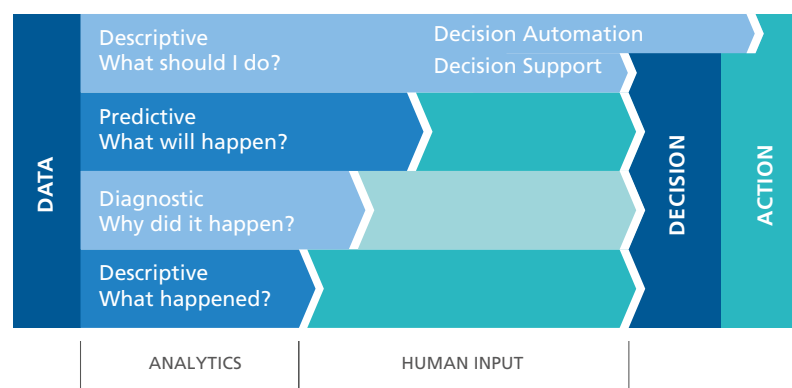 DATA
Descriptive
What should I do?
Decision Automation
Decision Support
Predictive
What will happen?
Diagnostic
Why did it happen?
Descriptive
What happened?
DECISION
ACTION
ANALYTICS
HUMAN INPUT